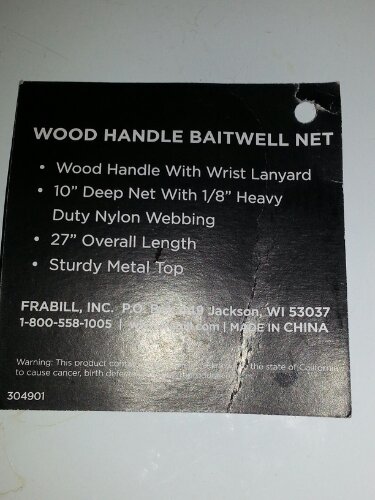 WOOD HANDLE BAITWELL NET
• Wood Handle With Wrist Lanyard
• 10" Deep Net With 1/8" Heavy
Duty Nylon Webbing
• 27" Overall Length
• Sturdy Metal Top
FRABILL, INC. P.O. Jackson, WI 53037
1-800-558-1005 | MADE IN CHINA
Warning: This product the state of California
to cause cancer, birth
304901